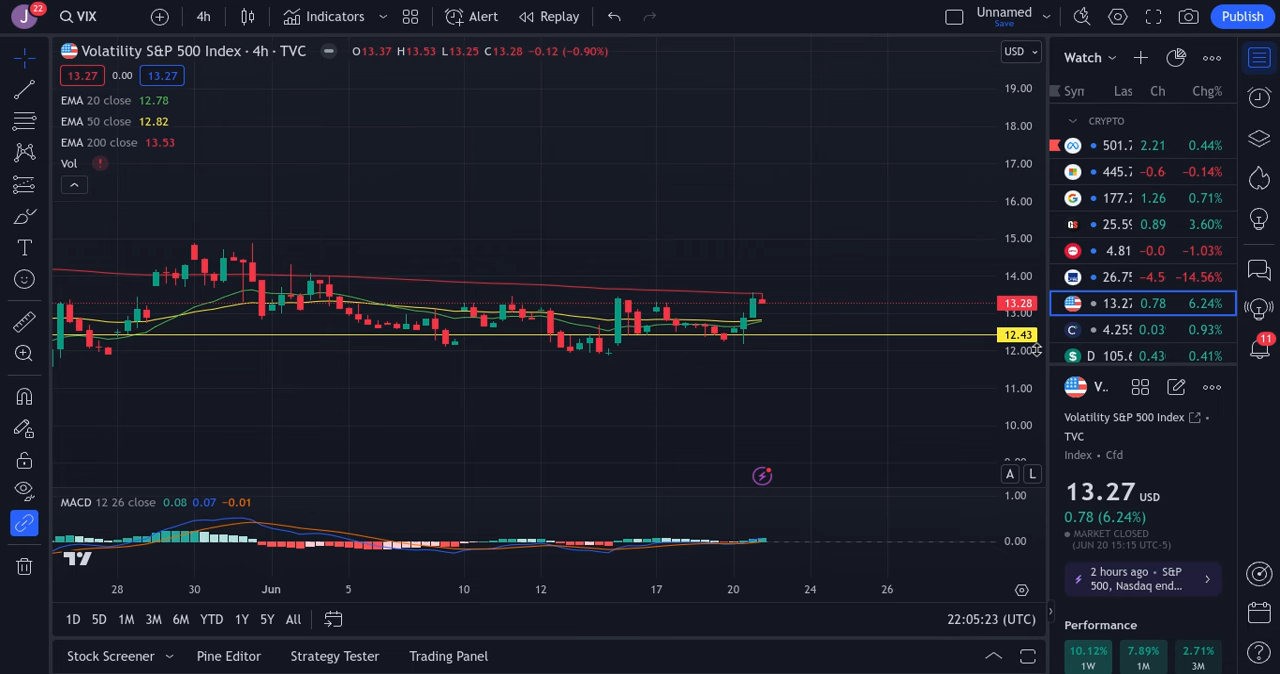 J 22 VIX 4h Indicators Alert Replay Unnamed Save Publish
Volatility S&P 500 Index · 4h · TVC O13.37 H13.53 L13.25 C13.28 −0.12 (−0.90%) USD
13.27 0.00 13.27
EMA 20 close 12.78
EMA 50 close 12.82
EMA 200 close 13.53
Vol !
19.00
18.00
17.00
16.00
15.00
14.00
13.28
13.00
12.43
12.00
11.00
10.00
A L
MACD 12 26 close 0.08 0.07 −0.01
1.00
0.00
28 30 Jun 5 10 12 17 20 24 26
1D 5D 1M 3M 6M YTD 1Y 5Y All 22:05:23 (UTC)
Stock Screener Pine Editor Strategy Tester Trading Panel
Watch
Syn Las Ch Chg%
CRYPTO
501.7 2.21 0.44%
445.7 −0.6 −0.14%
177.7 1.26 0.71%
25.59 0.89 3.60%
4.81 −0.0 −1.03%
26.75 −4.5 −14.56%
13.27 0.78 6.24%
4.255 0.03 0.93%
D 105.6 0.43 0.41%
11
V..
Volatility S&P 500 Index •
TVC
Index • Cfd
13.27 USD
0.78 (6.24%)
MARKET CLOSED
(JUN 20 15:15 UTC-5)
2 hours ago • S&P
500, Nasdaq end...
Performance
10.12% 7.89% 2.71%
1W 1M 3M